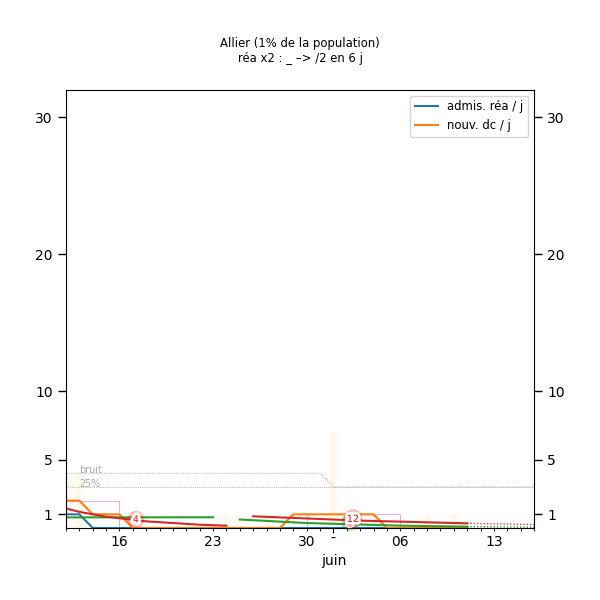 Allier (1% de la population)
réa x2 : _ –> /2 en 6 j
admis. réa / j
nouv. dc / j
30 30
20 20
10 10
5 5
bruit
25%
1 4 12 1
16 23 30 - 06 13
juin